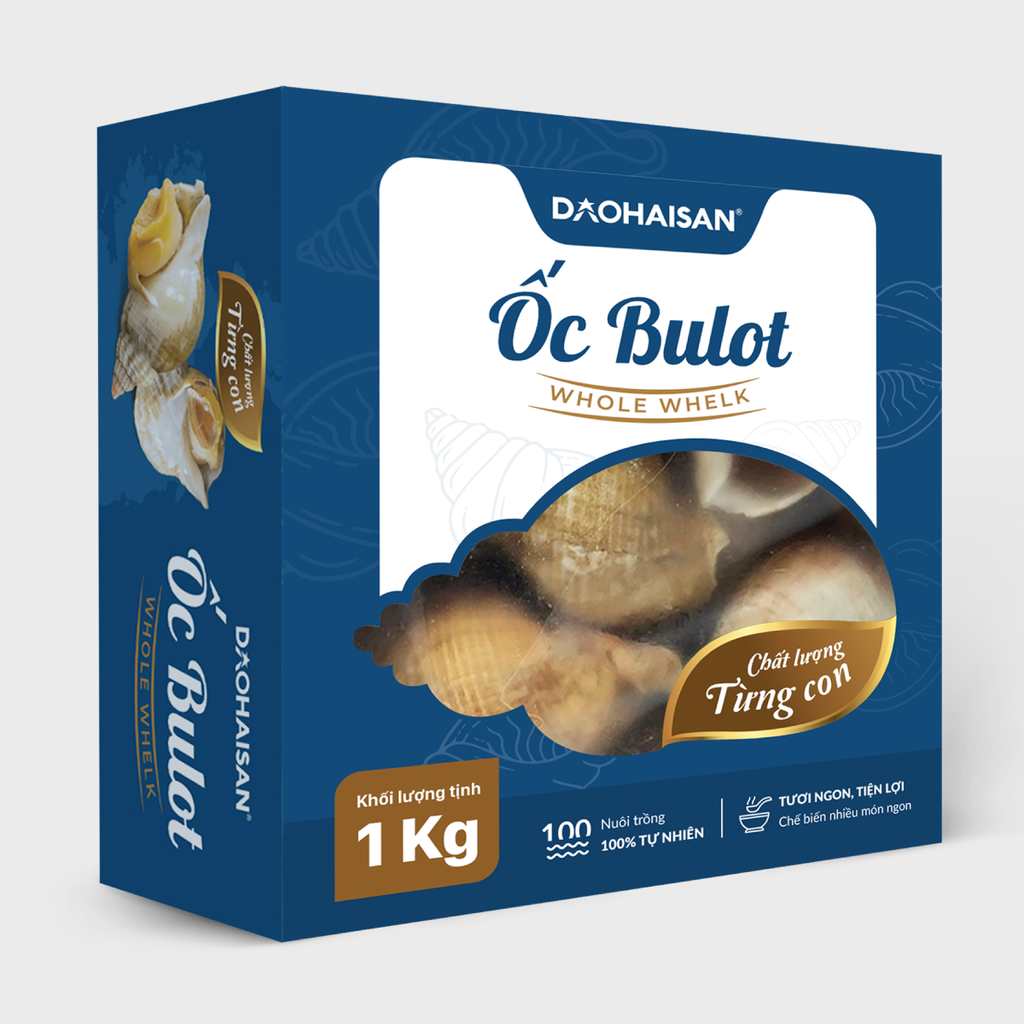 DAOHAISAN®
Ốc Bulot
WHOLE WHELK
Chất lượng
Từng con
Khối lượng tịnh
1 Kg
100
Nuôi trồng
100% TỰ NHIÊN
TƯƠI NGON, TIỆN LỢI
Chế biến nhiều món ngon
Chất lượng
Từng con
DAOHAISAN®
Ốc Bulot
WHOLE WHELK